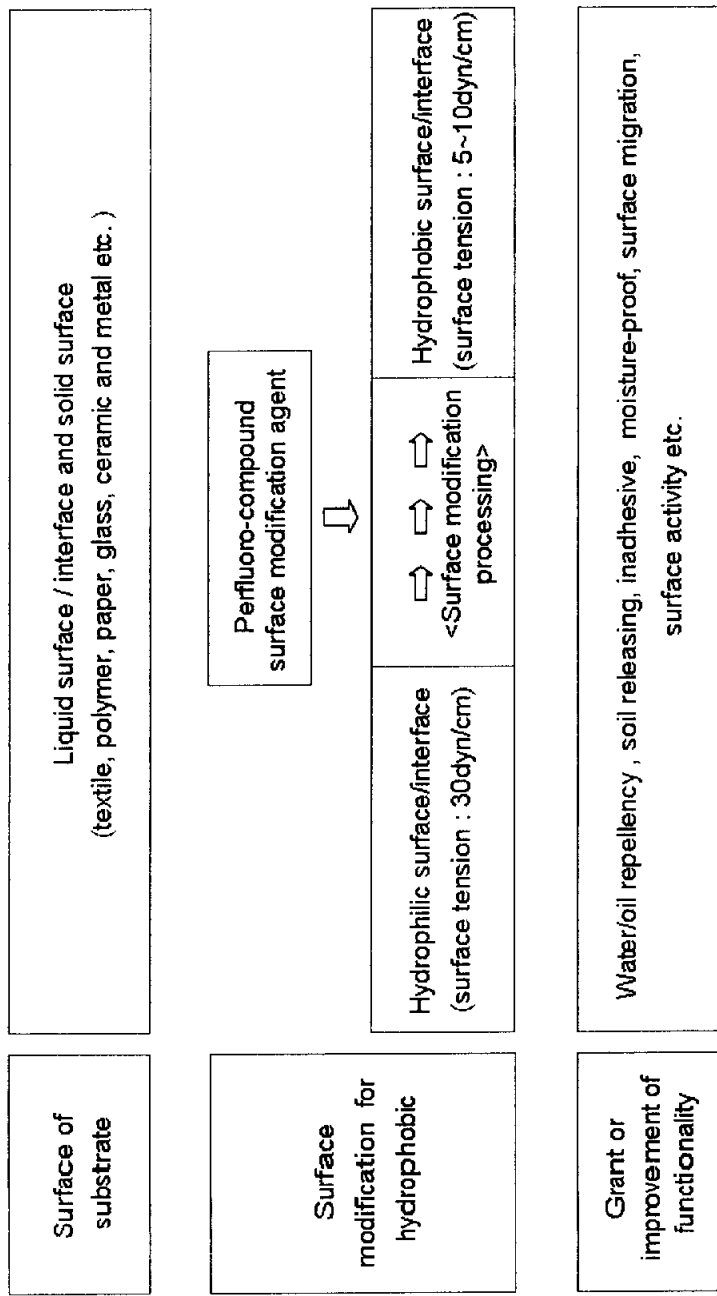 Surface of
substrate
Liquid surface / interface and solid surface
(textile, polymer, paper, glass, ceramic and metal etc. )
Surface
modification for
hydrophobic
Perfluoro-compound
surface modification agent
Hydrophilic surface/interface
(surface tension : 30dyn/cm)
<Surface modification
processing>
Hydrophobic surface/interface
(surface tension : 5~10dyn/cm)
Grant or
improvement of
functionality
Water/oil repellency , soil releasing, inadhesive, moisture-proof, surface migration,
surface activity etc.